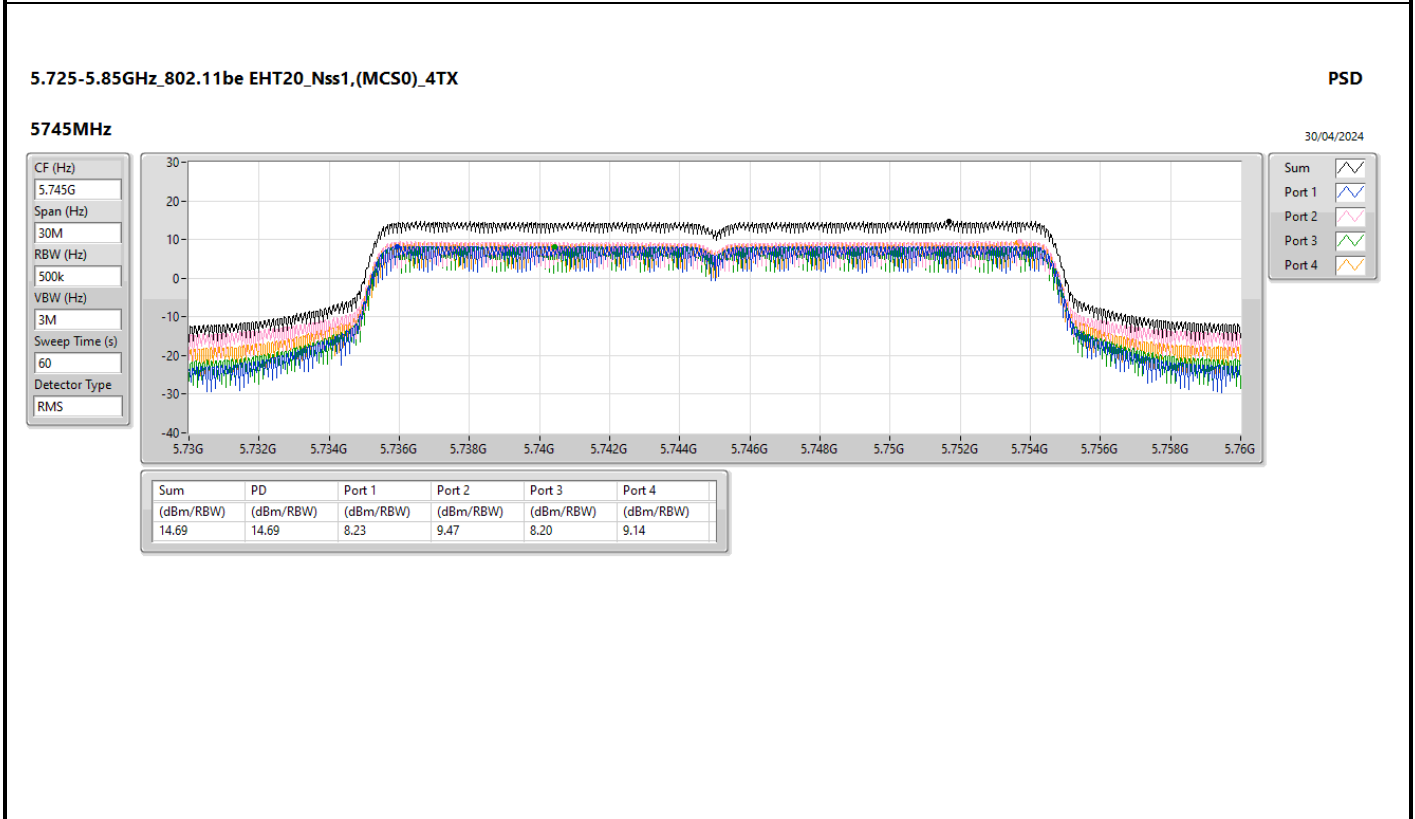 5.725-5.85GHz_802.11be EHT20_Nss1,(MCS0)_4TX
PSD
5745MHz
30/04/2024
CF (Hz)
5.745G
Span (Hz)
30M
RBW (Hz)
500k
VBW (Hz)
3M
Sweep Time (s)
60
Detector Type
RMS
30
20
10
0
-10
-20
-30
-40
5.73G 5.732G 5.734G 5.736G 5.738G 5.74G 5.742G 5.744G 5.746G 5.748G 5.75G 5.752G 5.754G 5.756G 5.758G 5.76G
Sum
Port 1
Port 2
Port 3
Port 4
Sum PD Port 1 Port 2 Port 3 Port 4
(dBm/RBW) (dBm/RBW) (dBm/RBW) (dBm/RBW) (dBm/RBW) (dBm/RBW)
14.69 14.69 8.23 9.47 8.20 9.14